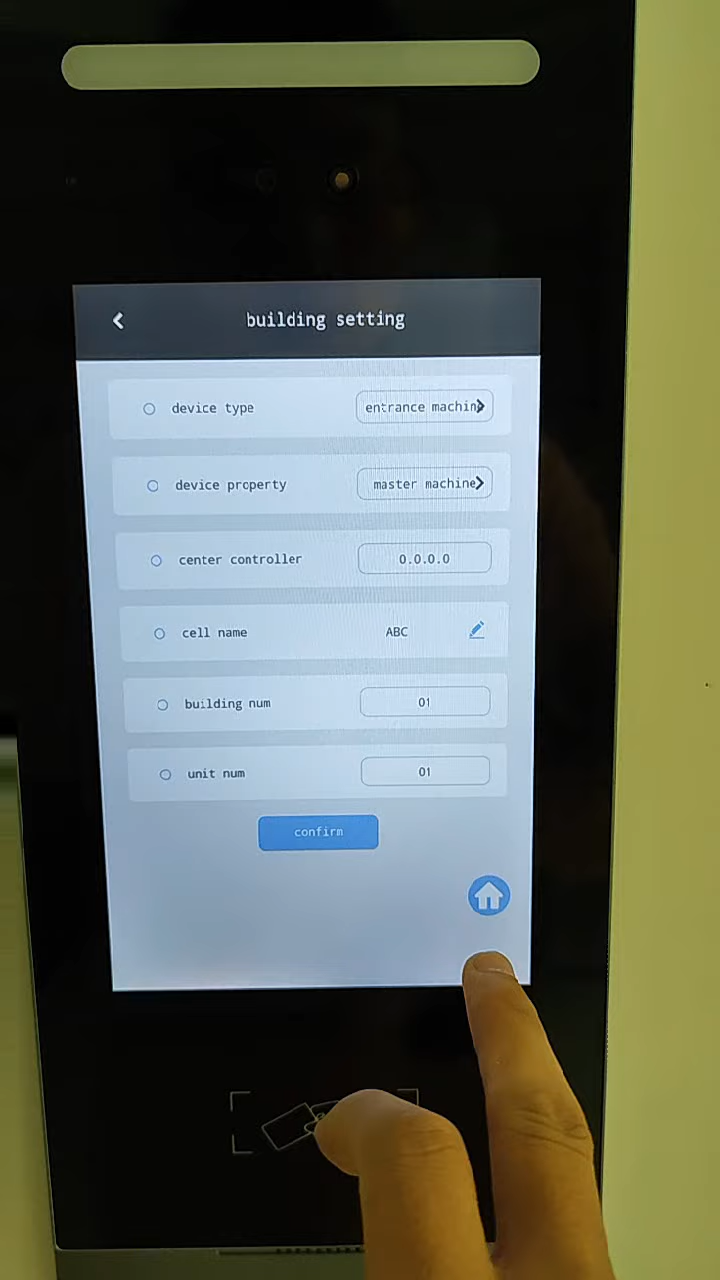 building setting
device type entrance machin
device property master machine
center controller 0.0.0.0
cell name ABC
building num 01
unit num 01
confirm